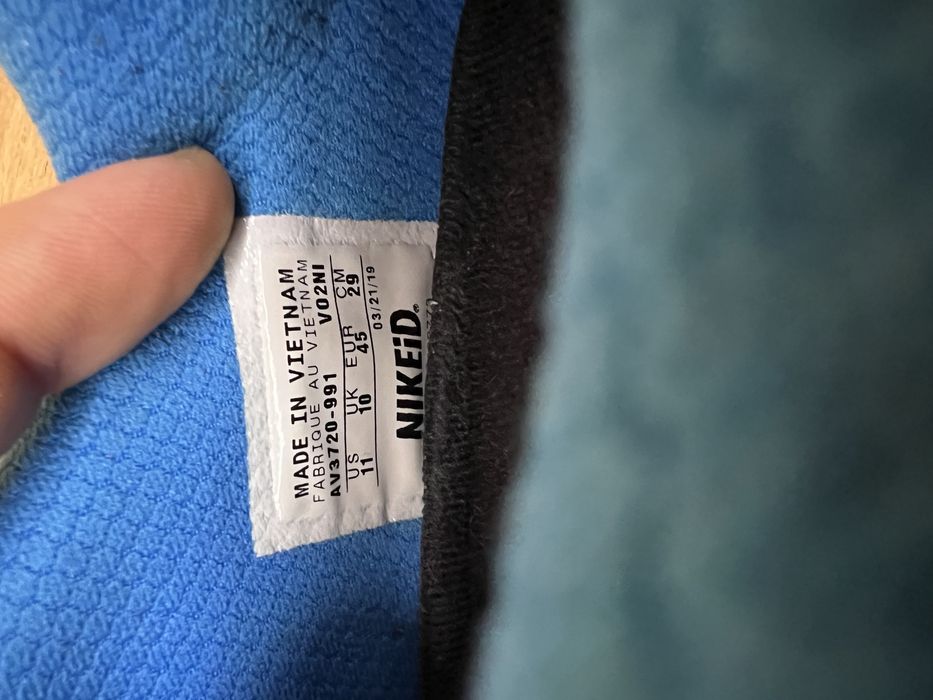 MADE IN VIETNAM
FABRIQUE AU VIETNAM
AV3720-991 V02NI
US UK EUR CM
11 10 45 29
03/21/19
NIKEiD®